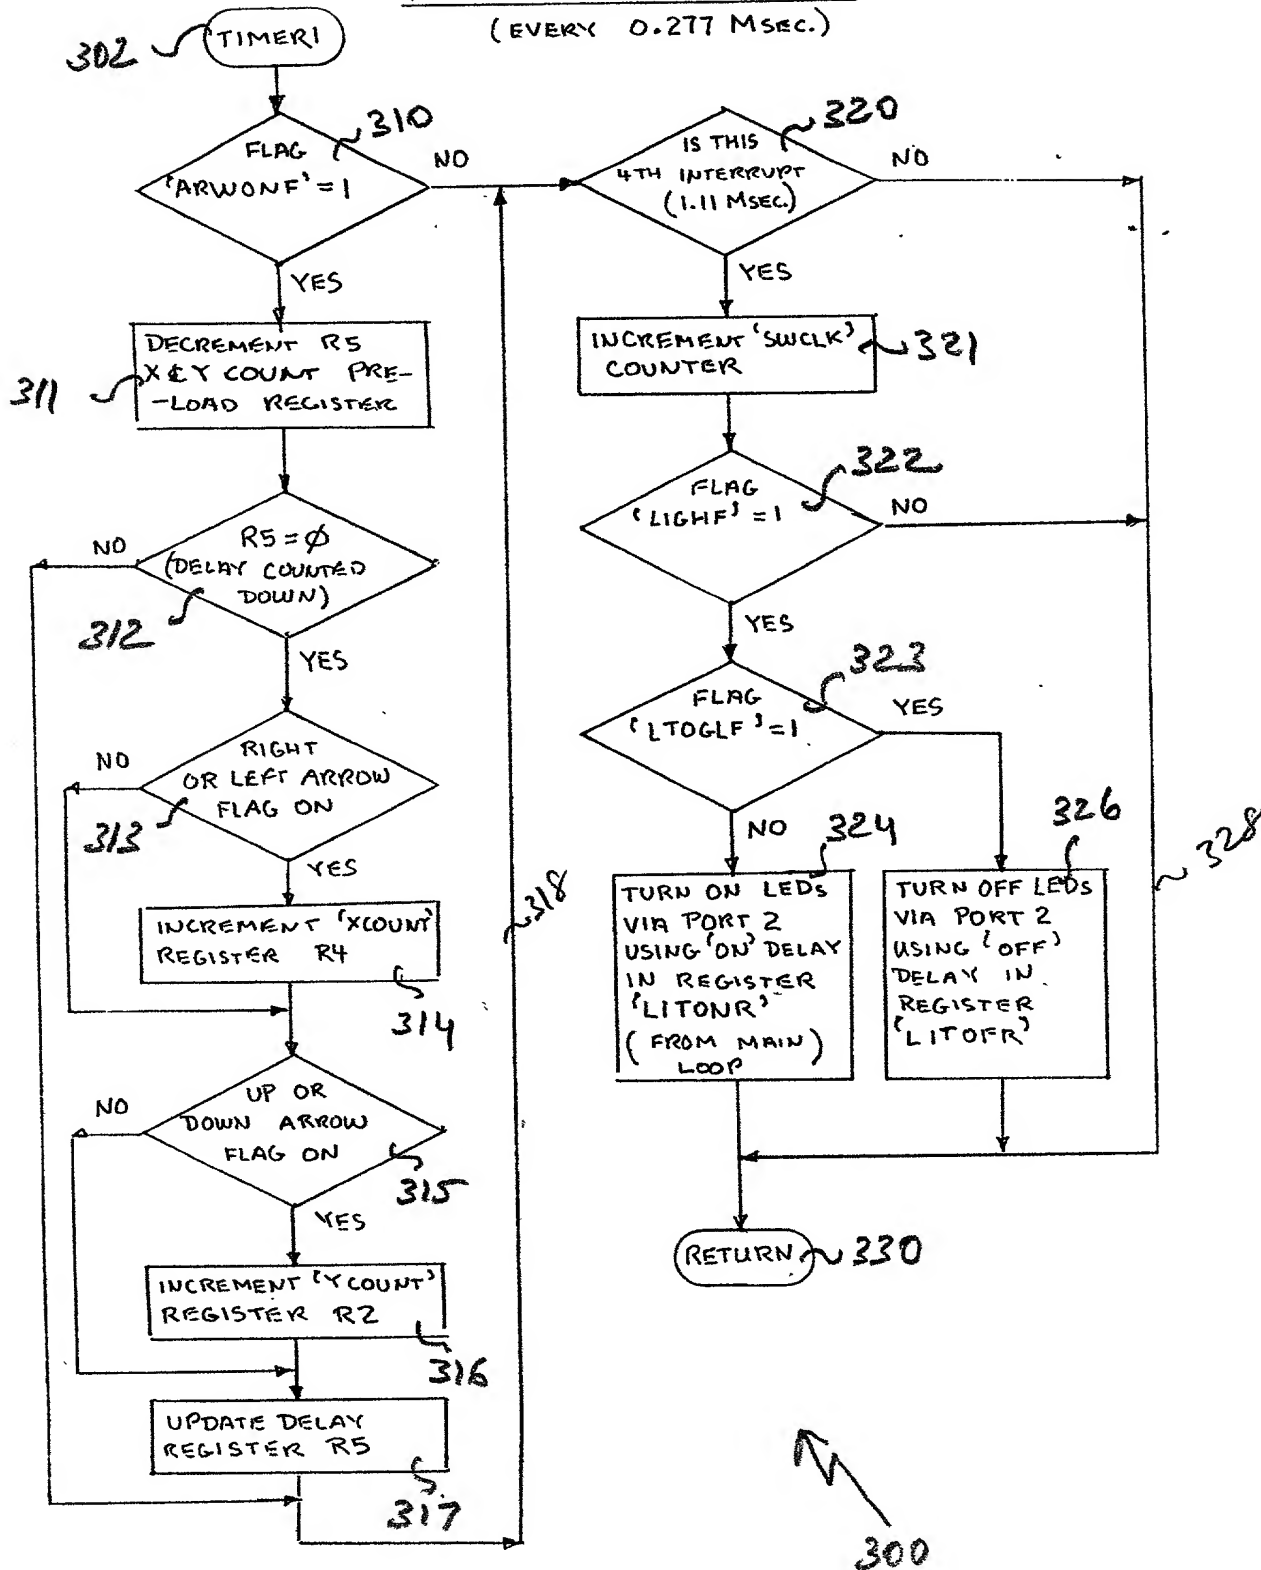 (EVERY 0.277 MSEC.)
302
TIMER1
310
FLAG
'ARWONF' = 1
NO
YES
311
DECREMENT R5
X & Y COUNT PRE-
-LOAD REGISTER
NO
R5 = Ø
(DELAY COUNTED
DOWN)
312
YES
NO
RIGHT
OR LEFT ARROW
FLAG ON
313
YES
INCREMENT 'XCOUNT'
REGISTER R4
314
NO
UP OR
DOWN ARROW
FLAG ON
315
YES
INCREMENT 'YCOUNT'
REGISTER R2
316
UPDATE DELAY
REGISTER R5
317
318
320
IS THIS
4TH INTERRUPT
(1.11 MSEC.)
NO
YES
INCREMENT 'SWCLK'
COUNTER
321
322
FLAG
'LIGHF' = 1
NO
YES
323
FLAG
'LTOGLF' = 1
YES
NO
324
TURN ON LEDs
VIA PORT 2
USING 'ON' DELAY
IN REGISTER
'LITONR'
(FROM MAIN)
LOOP
326
TURN OFF LEDs
VIA PORT 2
USING 'OFF'
DELAY IN
REGISTER
'LITOFR'
328
RETURN
330
300